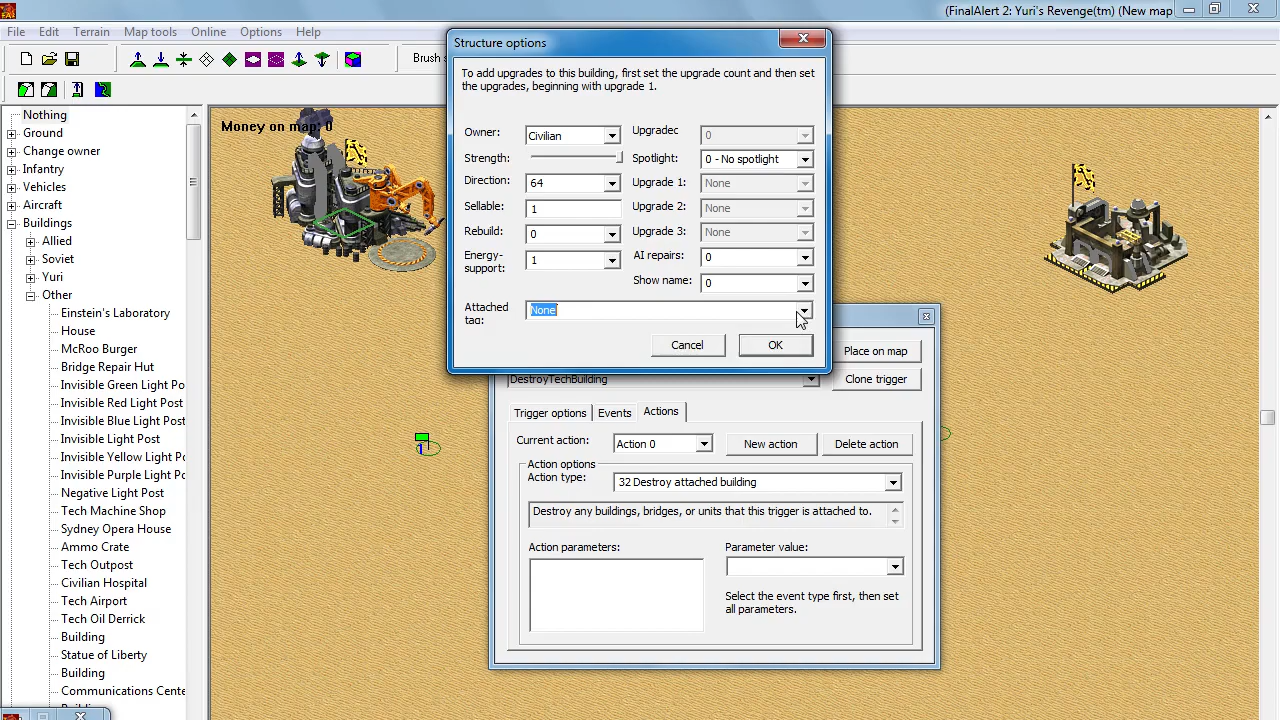 (FinalAlert 2: Yuri's Revenge(tm) (New map
File Edit Terrain Map tools Online Options Help
Brush s
Nothing
Ground
Change owner
Infantry
Vehicles
Aircraft
Buildings
Allied
Soviet
Yuri
Other
Einstein's Laboratory
House
McRoo Burger
Bridge Repair Hut
Invisible Green Light Po
Invisible Red Light Post
Invisible Blue Light Pos
Invisible Light Post
Invisible Yellow Light P
Invisible Purple Light P
Negative Light Post
Tech Machine Shop
Sydney Opera House
Ammo Crate
Tech Outpost
Civilian Hospital
Tech Airport
Tech Oil Derrick
Building
Statue of Liberty
Building
Communications Cente
Money on map: 0
1
Structure options
To add upgrades to this building, first set the upgrade count and then set
the upgrades, beginning with upgrade 1.
Owner: Civilian
Strength:
Direction: 64
Sellable: 1
Rebuild: 0
Energy-
support: 1
Upgradec 0
Spotlight: 0 - No spotlight
Upgrade 1: None
Upgrade 2: None
Upgrade 3: None
AI repairs: 0
Show name: 0
Attached
tag: None
Cancel OK
Place on map
DestroyTechBuilding
Clone trigger
Trigger options Events Actions
Current action: Action 0 New action Delete action
Action options
Action type: 32 Destroy attached building
Destroy any buildings, bridges, or units that this trigger is attached to.
Action parameters: Parameter value:
Select the event type first, then set
all parameters.